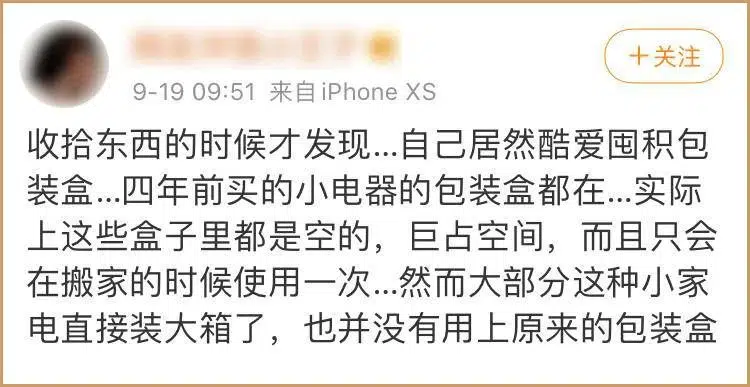 +关注
9-19 09:51 来自iPhone XS
收拾东西的时候才发现...自己居然酷爱囤积包
装盒...四年前买的小电器的包装盒都在...实际
上这些盒子里都是空的，巨占空间，而且只会
在搬家的时候使用一次...然而大部分这种小家
电直接装大箱了，也并没有用上原来的包装盒